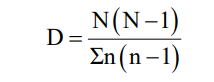 D = N(N−1) / Σn(n−1)